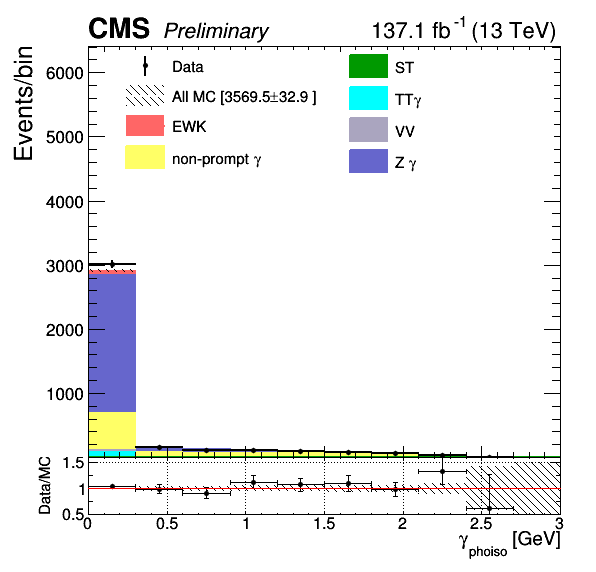 CMS Preliminary 137.1 fb⁻¹ (13 TeV)
Events/bin
6000
5000
4000
3000
2000
1000
Data
All MC [3569.5±32.9 ]
EWK
non-prompt γ
ST
TTγ
VV
Z γ
Data/MC
1.5
1
0.5
0 0.5 1 1.5 2 2.5 3
γphoiso [GeV]